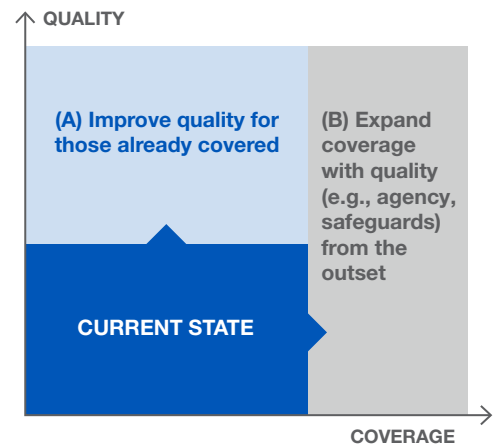 QUALITY
(A) Improve quality for
those already covered
(B) Expand
coverage
with quality
(e.g., agency,
safeguards)
from the
outset
CURRENT STATE
COVERAGE